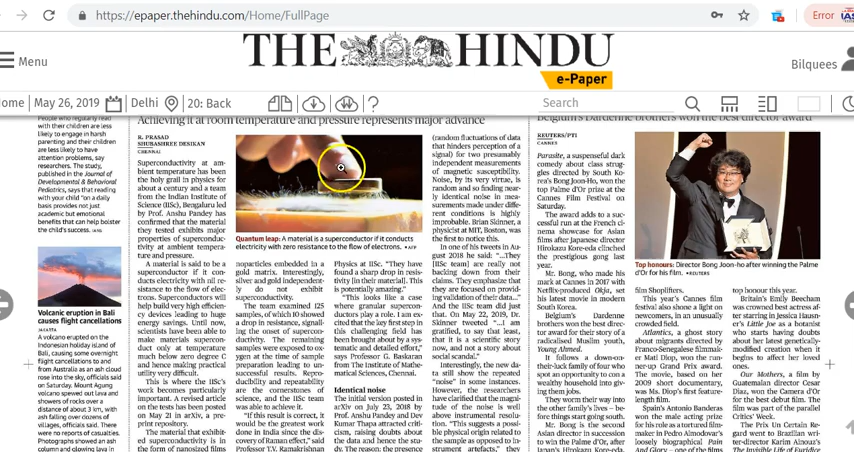 https://epaper.thehindu.com/Home/FullPage
Error
IAS
THE HINDU
e-Paper
Menu
Bilquees
ome
May 26, 2019
Delhi
20: Back
?
Search
Achieving it at room temperature and pressure represents major advance
Belgium's Dardenne brothers won the best director award
People who regularly read
with their children are less
likely to engage in harsh
parenting and their children
are less likely to have
attention problems, say
researchers. The study,
published in the Journal of
Developmental & Behavioral
Pediatrics, says that reading
with your child "on a daily
basis provides not just
academic but emotional
benefits that can help bolster
the child's success.
Volcanic eruption in Bali
causes flight cancellations
JAKARTA
A volcano erupted on the
Indonesian holiday island of
Bali, causing some overnight
flight cancellations to and
from Australia as an ash cloud
rose into the sky, officials said
on Saturday. Mount Agung
volcano spewed out lava and
showers of rocks over a
distance of about 3 km, with
ash falling over dozens of
villages, officials said. There
were no reports of casualties.
Photographs showed an ash
column and glowing lava in
R. PRASAD
SHUBASHREE DESIKAN
CHENNAI
Superconductivity at am-
bient temperature has been
the holy grail in physics for
about a century and a team
from the Indian Institute of
Science (IISc), Bengaluru led
by Prof. Anshu Pandey has
confirmed that the material
they tested exhibits major
properties of superconduc-
tivity at ambient tempera-
ture and pressure.
A material is said to be a
superconductor if it con-
ducts electricity with nil re-
sistance to the flow of elec-
trons. Superconductors will
help build very high efficien-
cy devices leading to huge
energy savings. Until now,
scientists have been able to
make materials supercon-
duct only at temperature
much below zero degree C
and hence making practical
utility very difficult.
This is where the IISc's
work becomes particularly
important. A revised article
on the tests has been posted
on May 21 in arXiv, a pre-
print repository.
The material that exhibit-
ed superconductivity is in
the form of nanosized films
Quantum leap: A material is a superconductor if it conducts
electricity with zero resistance to the flow of electrons.
noparticles embedded in a
gold matrix. Interestingly,
silver and gold independent-
ly do not exhibit
superconductivity.
The team examined 125
samples, of which 10 showed
a drop in resistance, signall-
ing the onset of supercon-
ductivity. The remaining
samples were exposed to ox-
ygen at the time of sample
preparation leading to un-
successful results. Repro-
ducibility and repeatability
are the cornerstones of
science, and the IISc team
was able to achieve it.
"If this result is correct, it
would be the greatest work
done in India since the dis-
covery of Raman effect," said
Professor T.V. Ramakrishnan
Physics at IISc. "They have
found a sharp drop in resis-
tivity [in their material]. This
is potentially amazing."
"This looks like a case
where granular supercon-
ductors play a role. I am ex-
cited that the key first step in
this challenging field has
been brought about by a sys-
tematic and detailed effort,"
says Professor G. Baskaran
from The Institute of Mathe-
matical Sciences, Chennai.
Identical noise
The initial version posted in
arXiv on July 23, 2018 by
Prof. Anshu Pandey and Dev
Kumar Thapa attracted criti-
cism, raising doubts about
the data and hence the stu-
dy. The reason: the presence
(random fluctuations of data
that hinders perception of a
signal) for two presumably
independent measurements
of magnetic susceptibility.
Noise, by its very virtue, is
random and so finding near-
ly identical noise in mea-
surements made under diffe-
rent conditions is highly
improbable. Brian Skinner, a
physicist at MIT, Boston, was
the first to notice this.
In one of his tweets in Au-
gust 2018 he said: "...They
[IISc team] are really not
backing down from their
claims. They emphasize that
they are focused on provid-
ing validation of their data..."
And the IISc team did just
that. On May 22, 2019, Dr.
Skinner tweeted "...I am
gratified, to say that least,
that it is a scientific story
now, and not a story about
social scandal."
Interestingly, the new da-
ta still show the repeated
"noise" in some instances.
However, the researchers
have clarified that the magni-
tude of the noise is well
above instrumental resolu-
tion. "This suggests a possi-
ble physical origin related to
the sample as opposed to in-
strument artefacts," they
REUTERS/PTI
CANNES
Parasite, a suspenseful dark
comedy about class strug-
gles directed by South Ko-
rea's Bong Joon-Ho, won the
top Palme d'Or prize at the
Cannes Film Festival on
Saturday.
The award adds to a suc-
cessful run at the French ci-
nema showcase for Asian
films after Japanese director
Hirokazu Kore-eda clinched
the prestigious gong last
year.
Mr. Bong, who made his
mark at Cannes in 2017 with
Netflix-produced Okja, set
his latest movie in modern
South Korea.
Belgium's Dardenne
brothers won the best direc-
tor award for their story of a
radicalised Muslim youth,
Young Ahmed.
It follows a down-on-
their-luck family of four who
spot an opportunity to con a
wealthy household into giv-
ing them jobs.
They worm their way into
the other family's lives – be-
fore things start going south.
Mr. Bong is the second
Asian director in succession
to win the Palme d'Or, after
Japan's Hirokazu Kore-eda,
Top honours: Director Bong Joon-ho after winning the Palme
d'Or for his film. •REUTERS
film Shoplifters.
This year's Cannes film
festival also shone a light on
newcomers, in an unusually
crowded field.
Atlantics, a ghost story
about migrants directed by
Franco-Senegalese filmmak-
er Mati Diop, was the run-
ner-up Grand Prix award.
The movie, based on her
2009 short documentary,
was Ms. Diop's first feature-
length film.
Spain's Antonio Banderas
won the male acting prize
for his role as a tortured film-
maker in Pedro Almodovar's
loosely biographical Pain
And Glory – one of the films
top honour this year.
Britain's Emily Beecham
was crowned best actress af-
ter starring in Jessica Hausn-
er's Little Joe as a botanist
who starts having doubts
about her latest genetically-
modified creation when it
begins to affect her loved
ones.
Our Mothers, a film by
Guatemalan director Cesar
Diaz, won the Camera d'Or
for the best debut film. The
film was part of the parallel
Critics' Week.
The Prix Un Certain Re-
gard went to Brazilian wri-
ter-director Karim Aïnouz's
The Invisible Life of Euridice